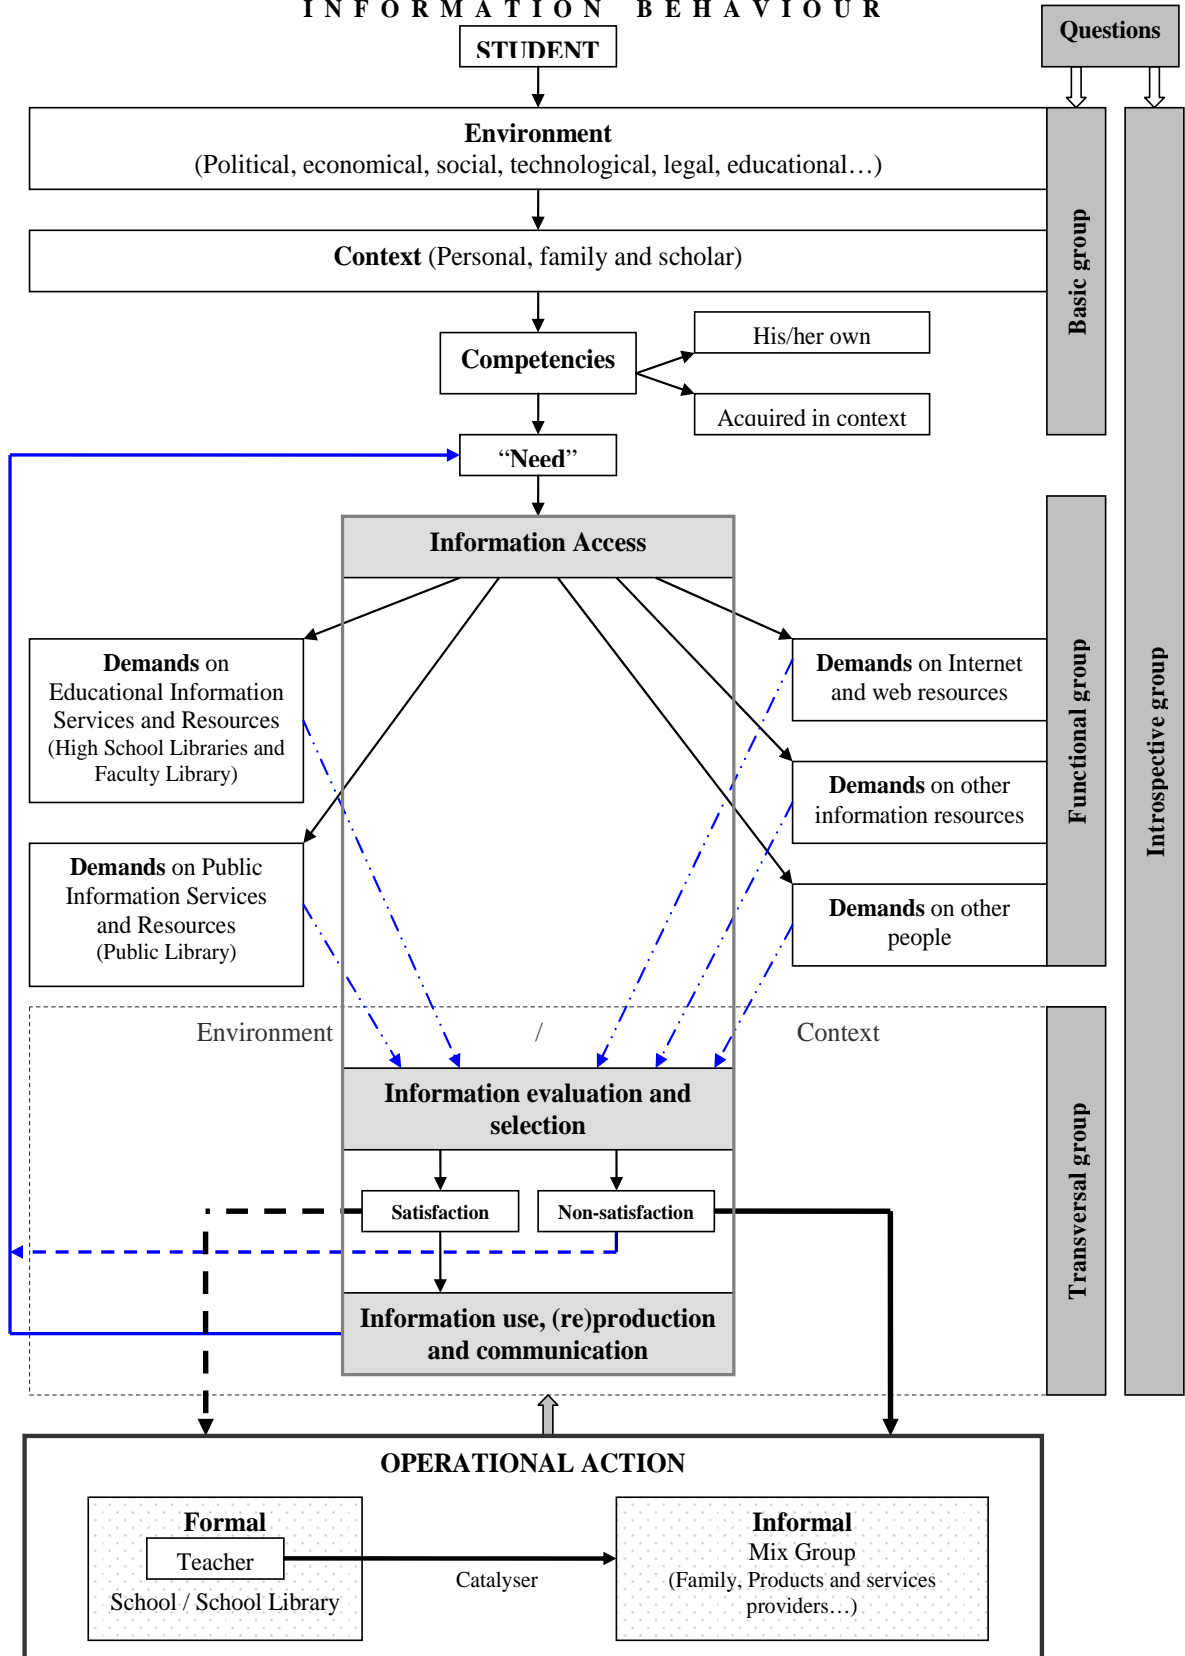 INFORMATION BEHAVIOUR
STUDENT
Questions
Environment
(Political, economical, social, technological, legal, educational…)
Context (Personal, family and scholar)
Basic group
Competencies
His/her own
Acquired in context
“Need”
Information Access
Demands on
Educational Information
Services and Resources
(High School Libraries and
Faculty Library)
Demands on Public
Information Services
and Resources
(Public Library)
Demands on Internet
and web resources
Demands on other
information resources
Demands on other
people
Functional group
Introspective group
Environment / Context
Information evaluation and
selection
Satisfaction
Non-satisfaction
Information use, (re)production
and communication
Transversal group
OPERATIONAL ACTION
Formal
Teacher
School / School Library
Catalyser
Informal
Mix Group
(Family, Products and services
providers…)